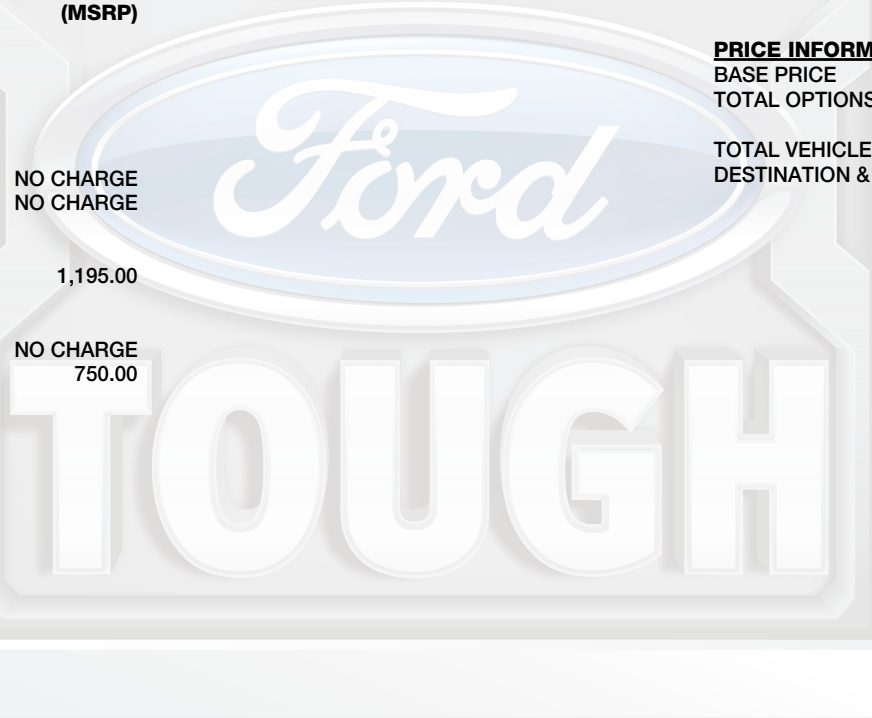 (MSRP)
NO CHARGE
NO CHARGE
1,195.00
NO CHARGE
750.00
PRICE INFORM
BASE PRICE
TOTAL OPTIONS
TOTAL VEHICLE
DESTINATION &
Ford
TOUGH